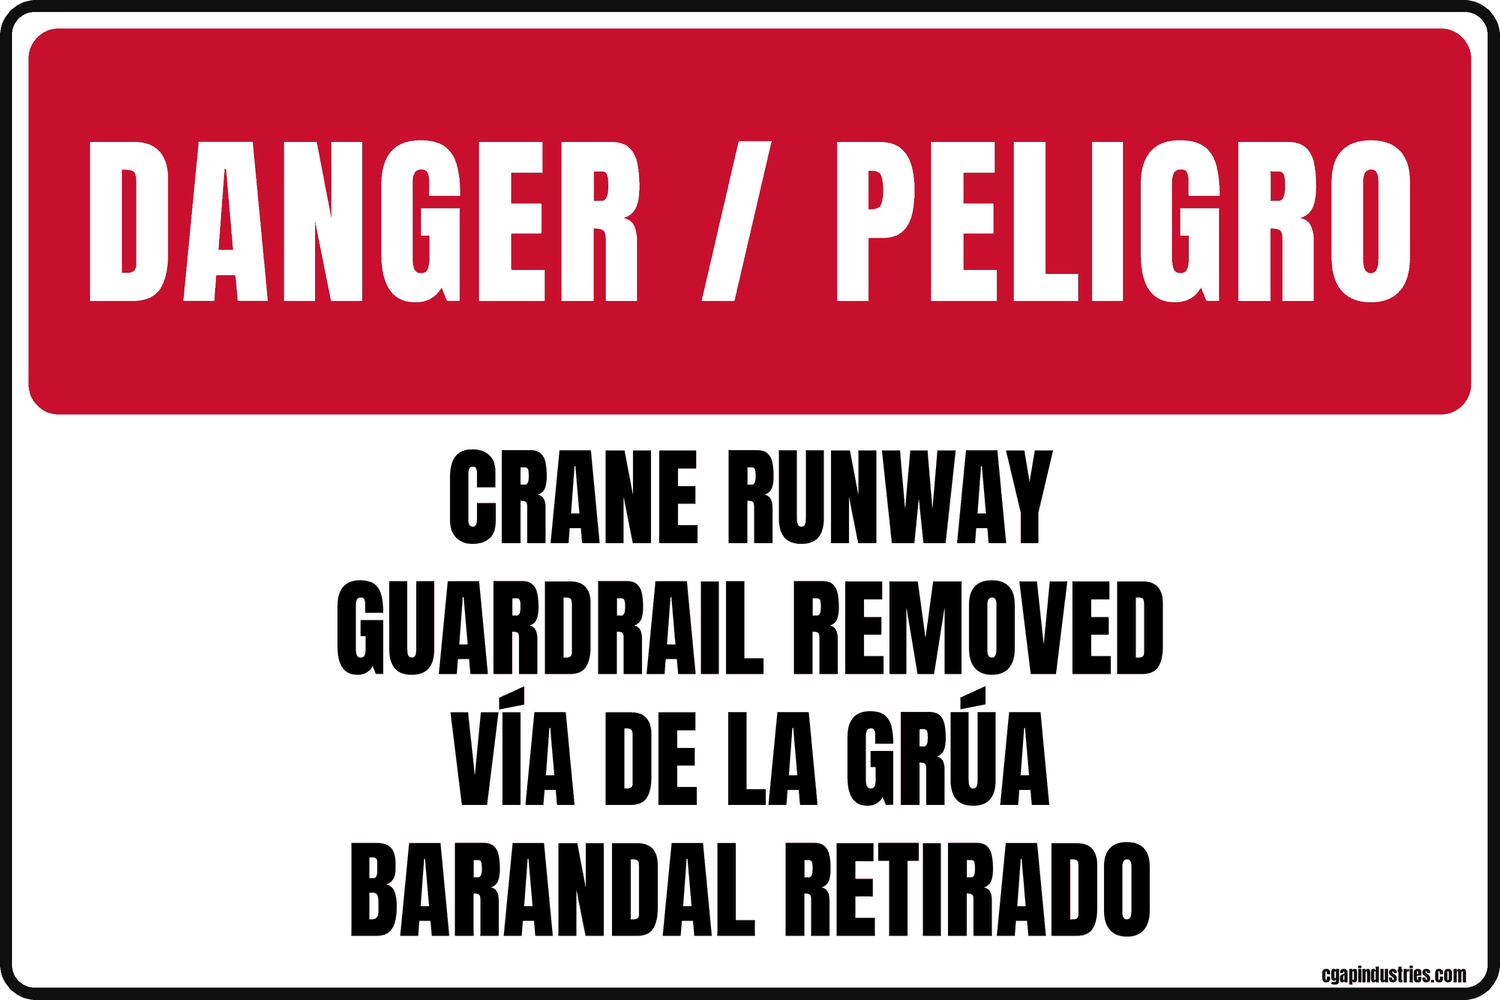 DANGER / PELIGRO
CRANE RUNWAY
GUARDRAIL REMOVED
VÍA DE LA GRÚA
BARANDAL RETIRADO
cgapindustries.com